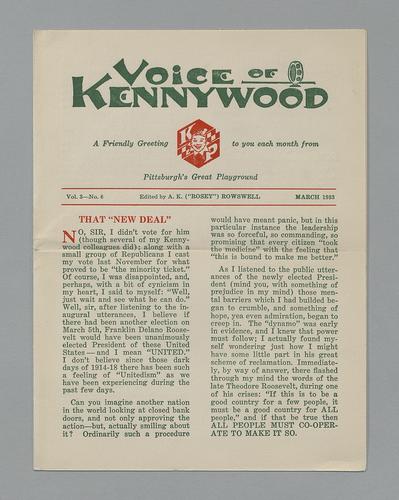 VOICE OF
KENNYWOOD
A Friendly Greeting
K
P
to you each month from
Pittsburgh's Great Playground
Vol. 3—No. 6
Edited by A. K. ("ROSEY") ROWSWELL
MARCH 1933
THAT "NEW DEAL"
NO, SIR, I didn't vote for him
(though several of my Kenny-
wood colleagues did); along with a
small group of Republicans I cast
my vote last November for what
proved to be "the minority ticket."
Of course, I was disappointed, and,
perhaps, with a bit of cynicism in
my heart, I said to myself: "Well,
just wait and see what he can do."
Well, sir, after listening to the in-
augural utterances, I believe if
there had been another election on
March 5th, Franklin Delano Roose-
velt would have been unanimously
elected President of these United
States—and I mean "UNITED."
I don't believe since those dark
days of 1914-18 there has been such
a feeling of "Unitedism" as we
have been experiencing during the
past few days.
Can you imagine another nation
in the world looking at closed bank
doors, and not only approving the
action—but, actually smiling about
it? Ordinarily such a procedure
would have meant panic, but in this
particular instance the leadership
was so forceful, so commanding, so
promising that every citizen "took
the medicine" with the feeling that
"this is bound to make me better."
As I listened to the public utter-
ances of the newly elected Presi-
dent (mind you, with something of
prejudice in my mind) those men-
tal barriers which I had builded be-
gan to crumble, and something of
hope, yea even admiration, began to
creep in. The "dynamo" was early
in evidence, and I knew that power
must follow; I actually found my-
self wondering just how I might
have some little part in his great
scheme of reclamation. Immediate-
ly, by way of answer, there flashed
through my mind the words of the
late Theodore Roosevelt, during one
of his crises: "If this is to be a
good country for a few people, it
must be a good country for ALL
people," and if that be true then
ALL PEOPLE MUST CO-OPER-
ATE TO MAKE IT SO.